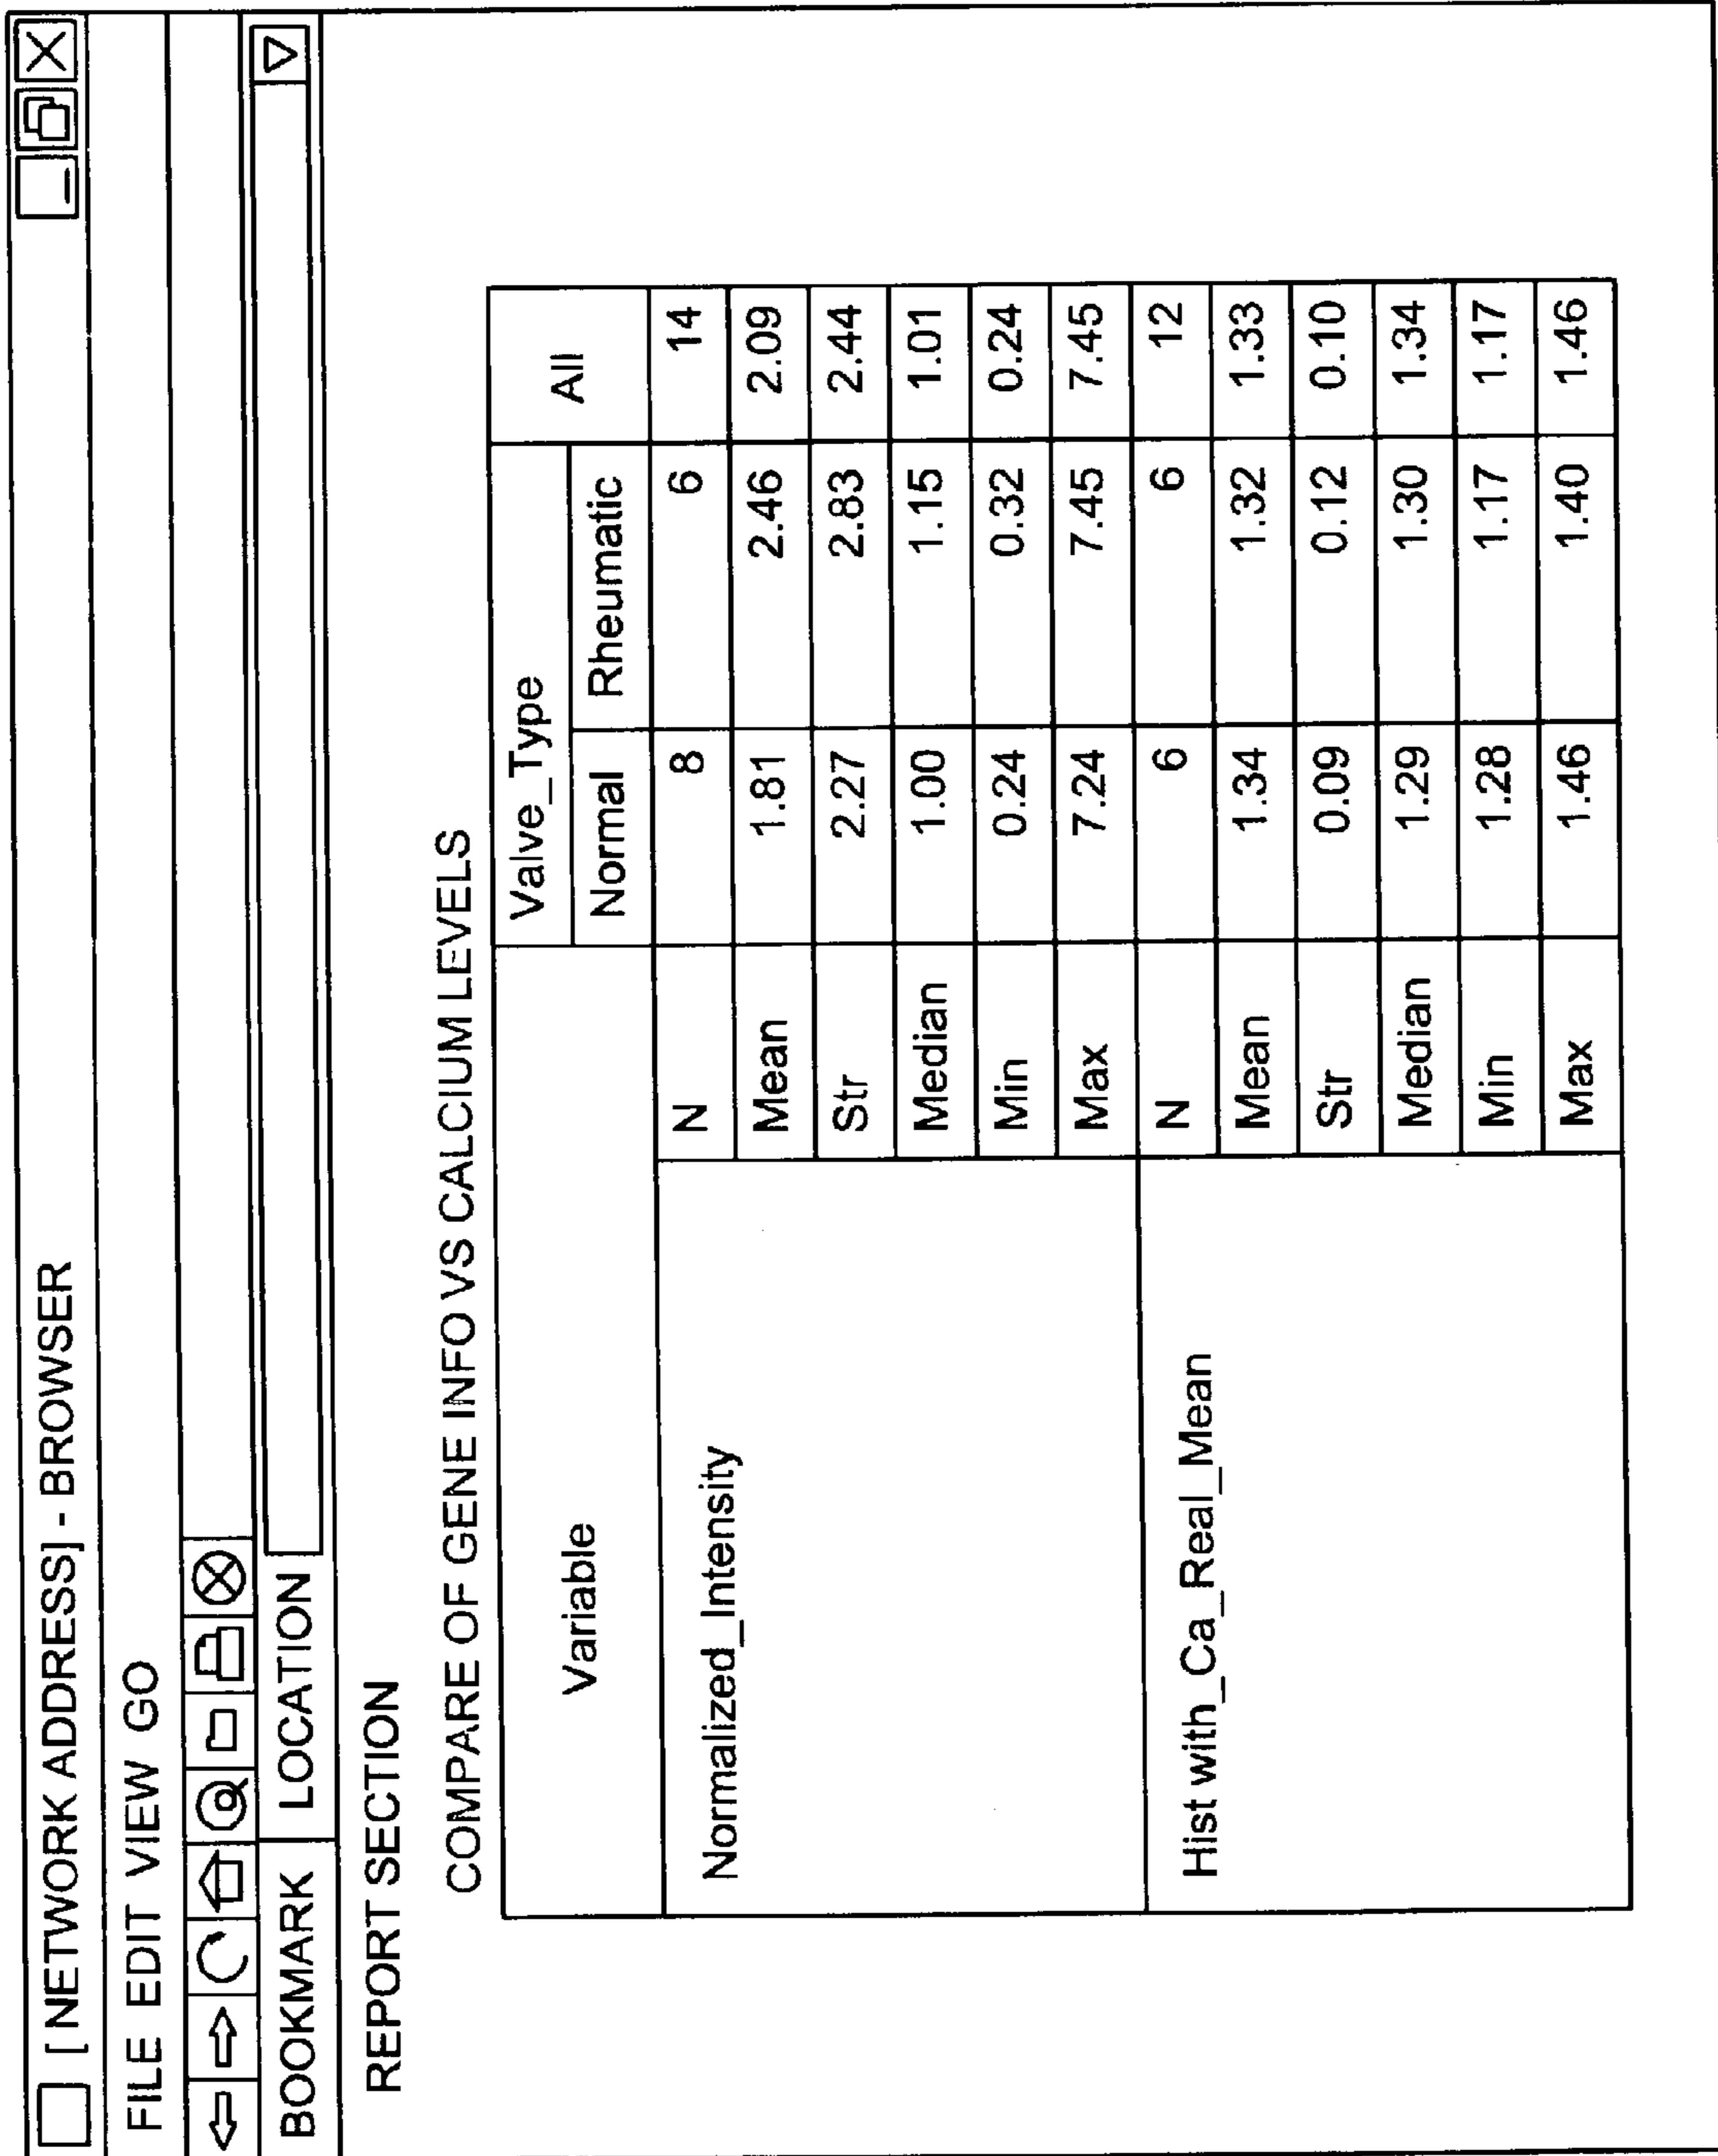 [ NETWORK ADDRESS] - BROWSER
FILE EDIT VIEW GO
BOOKMARK LOCATION
REPORT SECTION
COMPARE OF GENE INFO VS CALCIUM LEVELS
Variable Valve_Type All
Normal Rheumatic
Normalized_Intensity N 8 6 14
Mean 1.81 2.46 2.09
Str 2.27 2.83 2.44
Median 1.00 1.15 1.01
Min 0.24 0.32 0.24
Max 7.24 7.45 7.45
Hist with_Ca_Real_Mean N 6 6 12
Mean 1.34 1.32 1.33
Str 0.09 0.12 0.10
Median 1.29 1.30 1.34
Min 1.28 1.17 1.17
Max 1.46 1.40 1.46